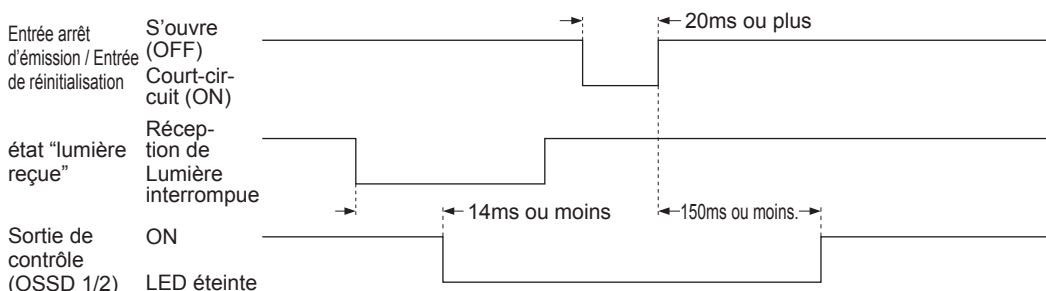 Entrée arrêt
d’émission / Entrée
de réinitialisation
S’ouvre
(OFF)
Court-cir-
cuit (ON)
20ms ou plus
état “lumière
reçue”
Récep-
tion de
Lumière
interrompue
14ms ou moins
150ms ou moins.
Sortie de
contrôle
(OSSD 1/2)
ON
LED éteinte